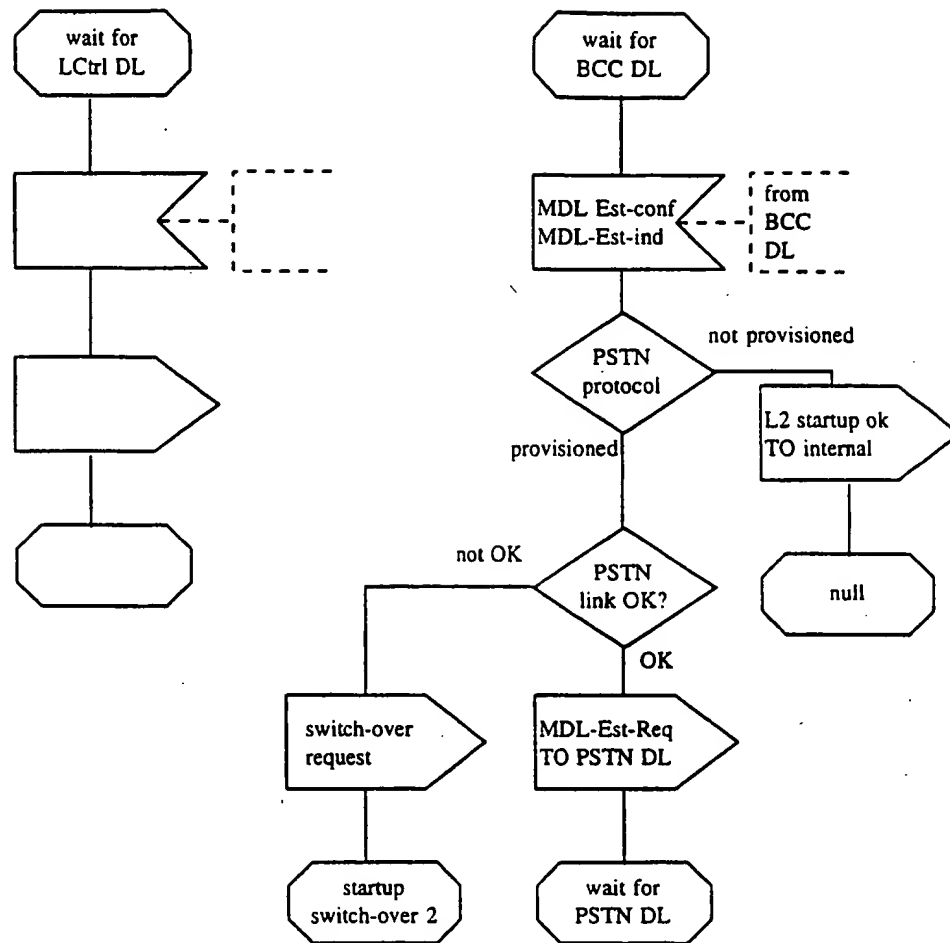 wait for
LCtrl DL
wait for
BCC DL
MDL Est-conf
MDL-Est-ind
from
BCC
DL
PSTN
protocol
not provisioned
provisioned
L2 startup ok
TO internal
null
PSTN
link OK?
not OK
OK
switch-over
request
MDL-Est-Req
TO PSTN DL
startup
switch-over 2
wait for
PSTN DL